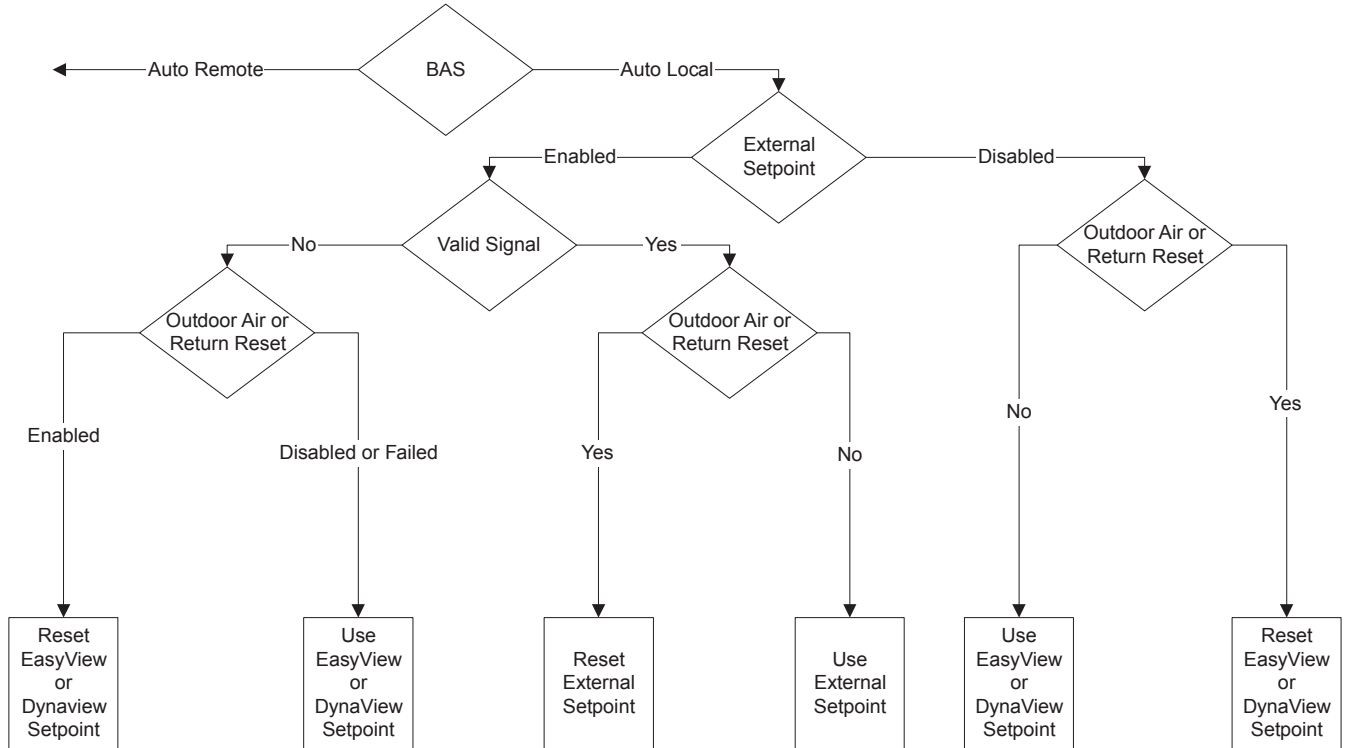 Auto Remote
BAS
Auto Local
External
Setpoint
Enabled
Disabled
No
Valid Signal
Yes
Outdoor Air or
Return Reset
Outdoor Air or
Return Reset
Outdoor Air or
Return Reset
Enabled
Disabled or Failed
Yes
No
No
Yes
Reset
EasyView
or
Dynaview
Setpoint
Use
EasyView
or
DynaView
Setpoint
Reset
External
Setpoint
Use
External
Setpoint
Use
EasyView
or
DynaView
Setpoint
Reset
EasyView
or
DynaView
Setpoint